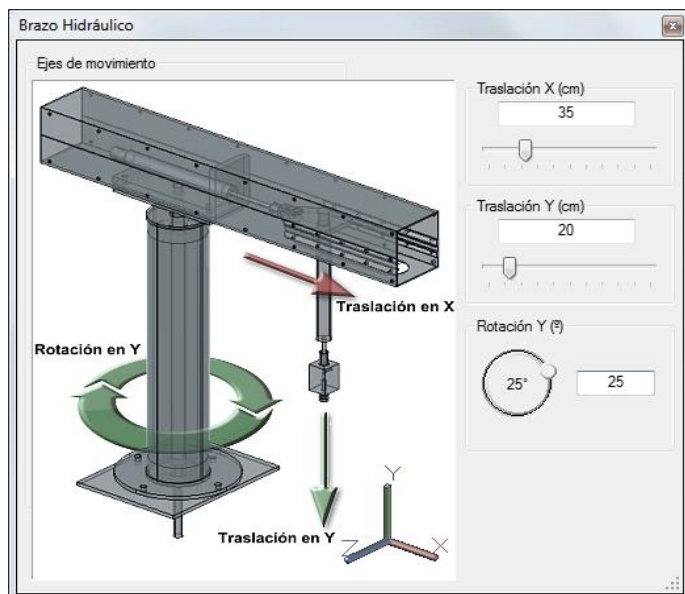 Brazo Hidráulico
Ejes de movimiento
Traslación X (cm)
35
Traslación Y (cm)
20
Traslación en X
Rotación Y (º)
Rotación en Y
25°
25
Traslación en Y
Y
Z
X